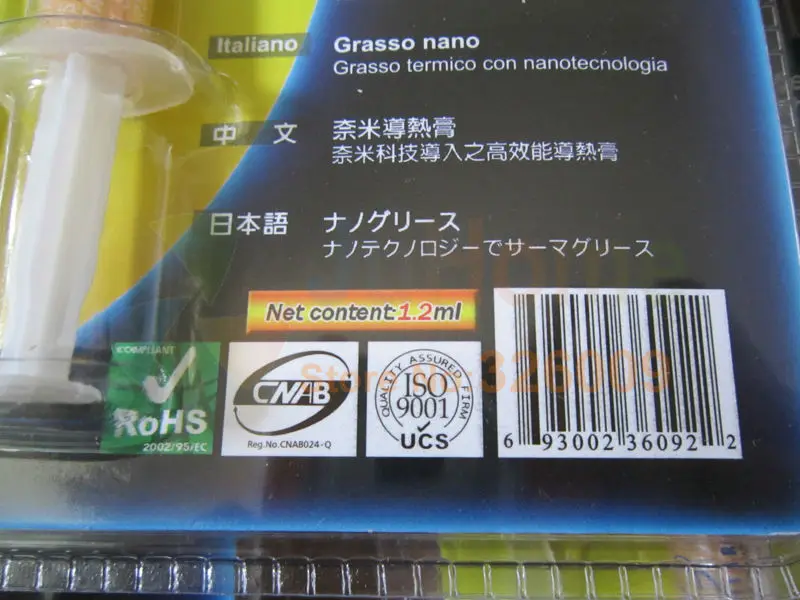 Italiano Grasso nano
Grasso termico con nanotecnologia
中 文 奈米導熱膏
奈米科技導入之高效能導熱膏
日本語 ナノグリース
ナノテクノロジーでサーマグリース
Net content:1.2ml
COMPLIANT
RoHS
2002/95/EC
CNAB
Reg.No.CNAB024-Q
QUALITY ASSURED FIRM
ISO
9001
UCS
Store No: 326009
6 93002 36092 2